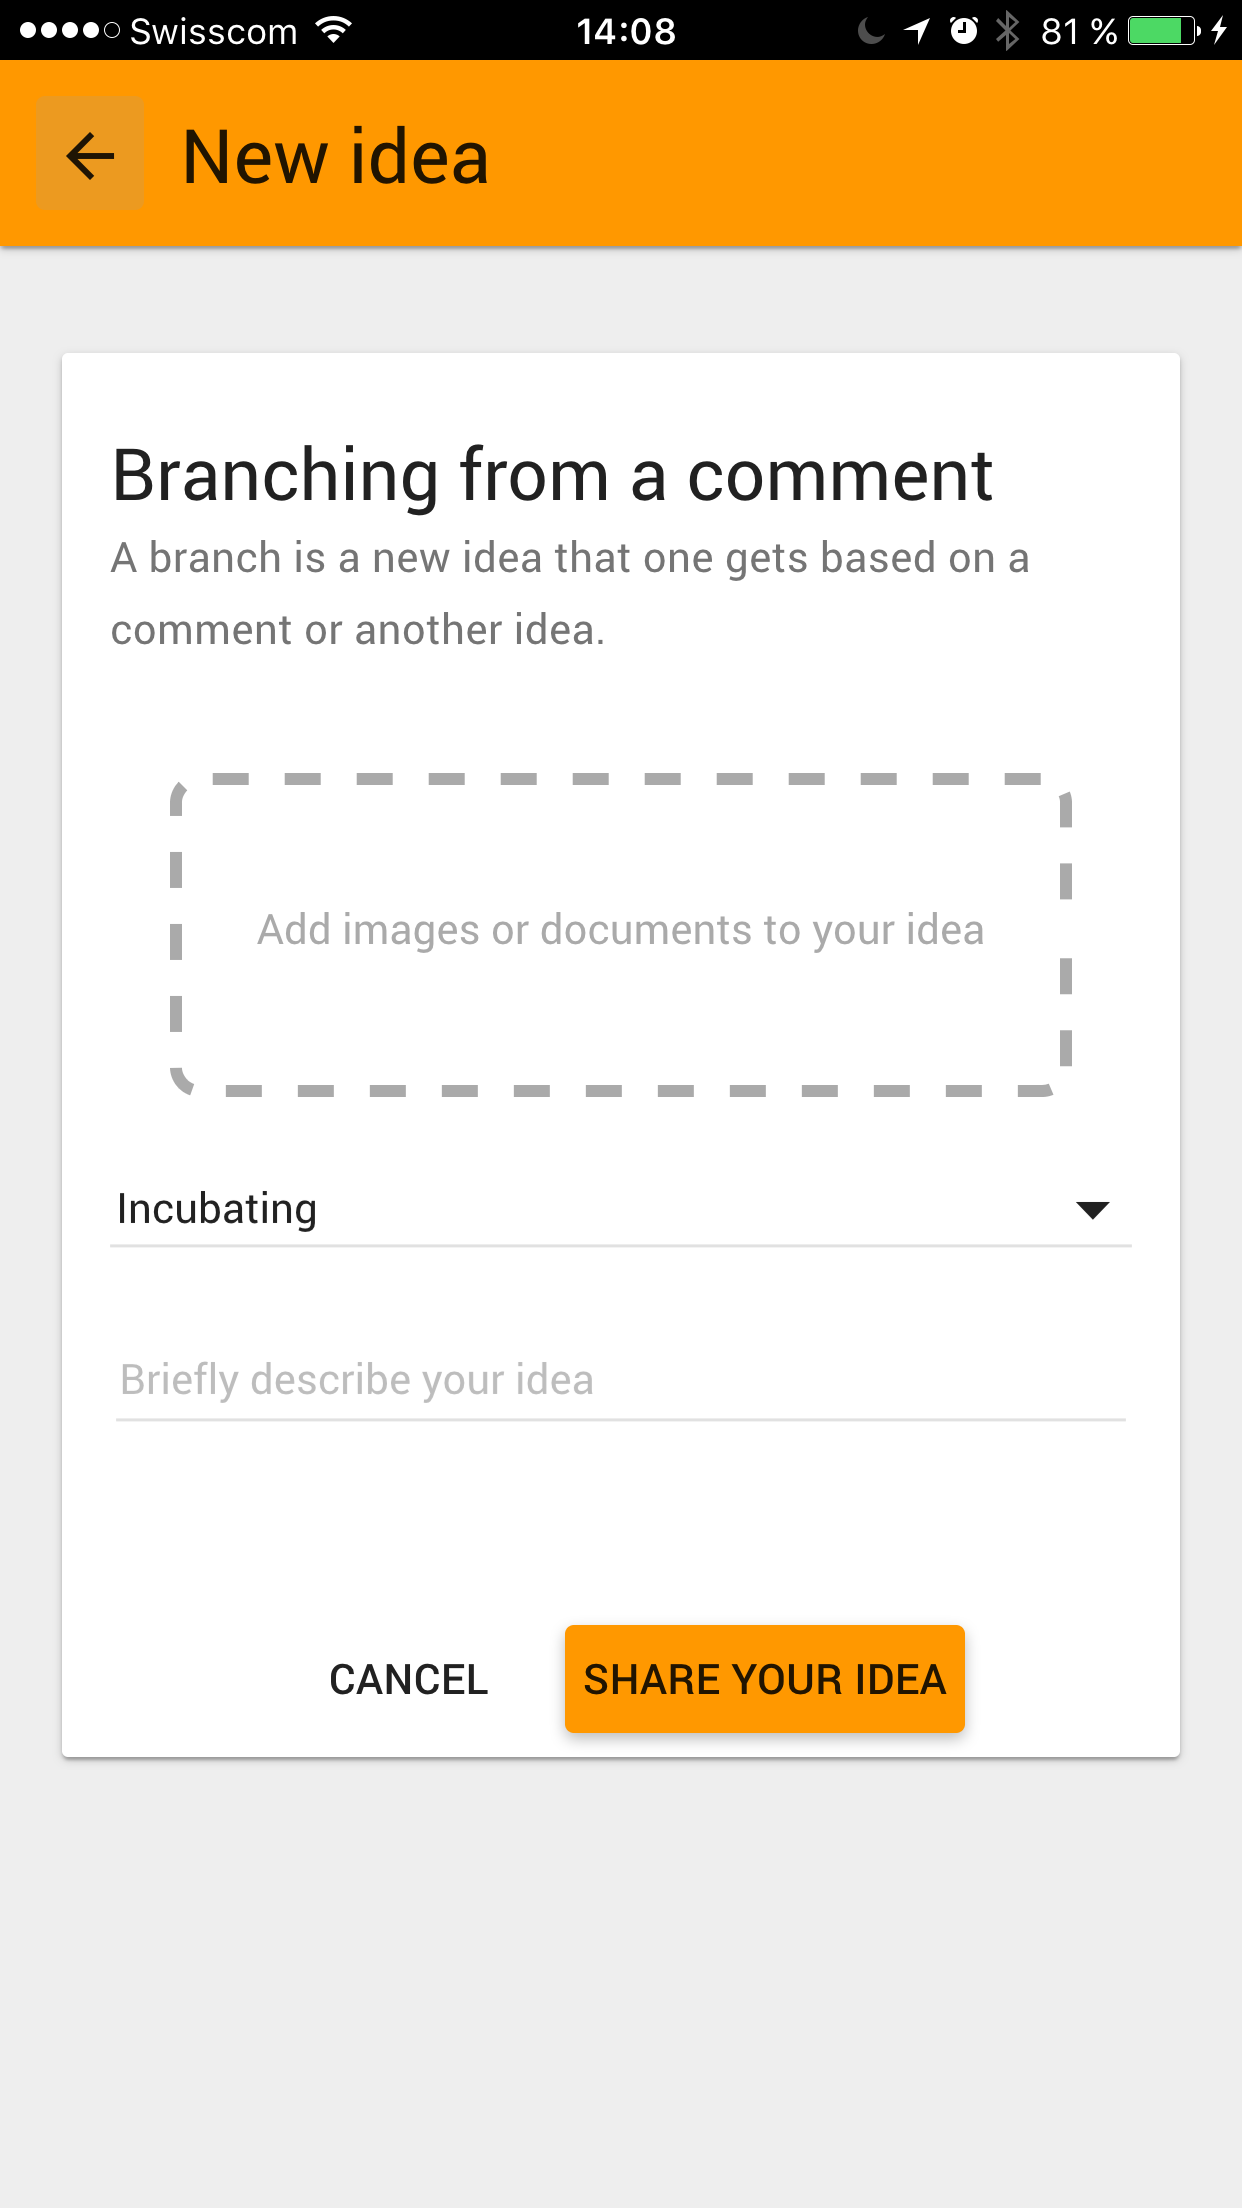 Swisscom 14:08 81 %
New idea
Branching from a comment
A branch is a new idea that one gets based on a
comment or another idea.
Add images or documents to your idea
Incubating
Briefly describe your idea
CANCEL SHARE YOUR IDEA